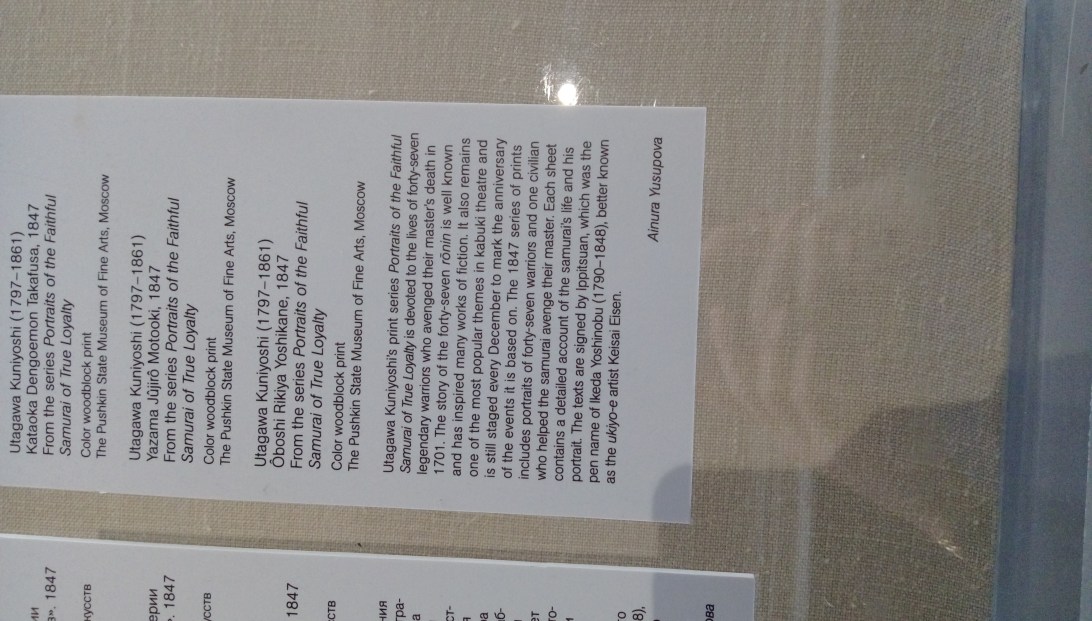 Utagawa Kuniyoshi (1797–1861)
Kataoka Dengoemon Takafusa, 1847
From the series Portraits of the Faithful
Samurai of True Loyalty
Color woodblock print
The Pushkin State Museum of Fine Arts, Moscow
Utagawa Kuniyoshi (1797–1861)
Yazama Jūjirō Motooki, 1847
From the series Portraits of the Faithful
Samurai of True Loyalty
Color woodblock print
The Pushkin State Museum of Fine Arts, Moscow
Utagawa Kuniyoshi (1797–1861)
Ōboshi Rikiya Yoshikane, 1847
From the series Portraits of the Faithful
Samurai of True Loyalty
Color woodblock print
The Pushkin State Museum of Fine Arts, Moscow
Utagawa Kuniyoshi's print series Portraits of the Faithful
Samurai of True Loyalty is devoted to the lives of forty-seven
legendary warriors who avenged their master's death in
1701. The story of the forty-seven rōnin is well known
and has inspired many works of fiction. It also remains
one of the most popular themes in kabuki theatre and
is still staged every December to mark the anniversary
of the events it is based on. The 1847 series of prints
includes portraits of forty-seven warriors and one civilian
who helped the samurai avenge their master. Each sheet
contains a detailed account of the samurai's life and his
portrait. The texts are signed by Ippitsuan, which was the
pen name of Ikeda Yoshinobu (1790–1848), better known
as the ukiyo-e artist Keisai Eisen.
Ainura Yusupova
1847
1847
1847